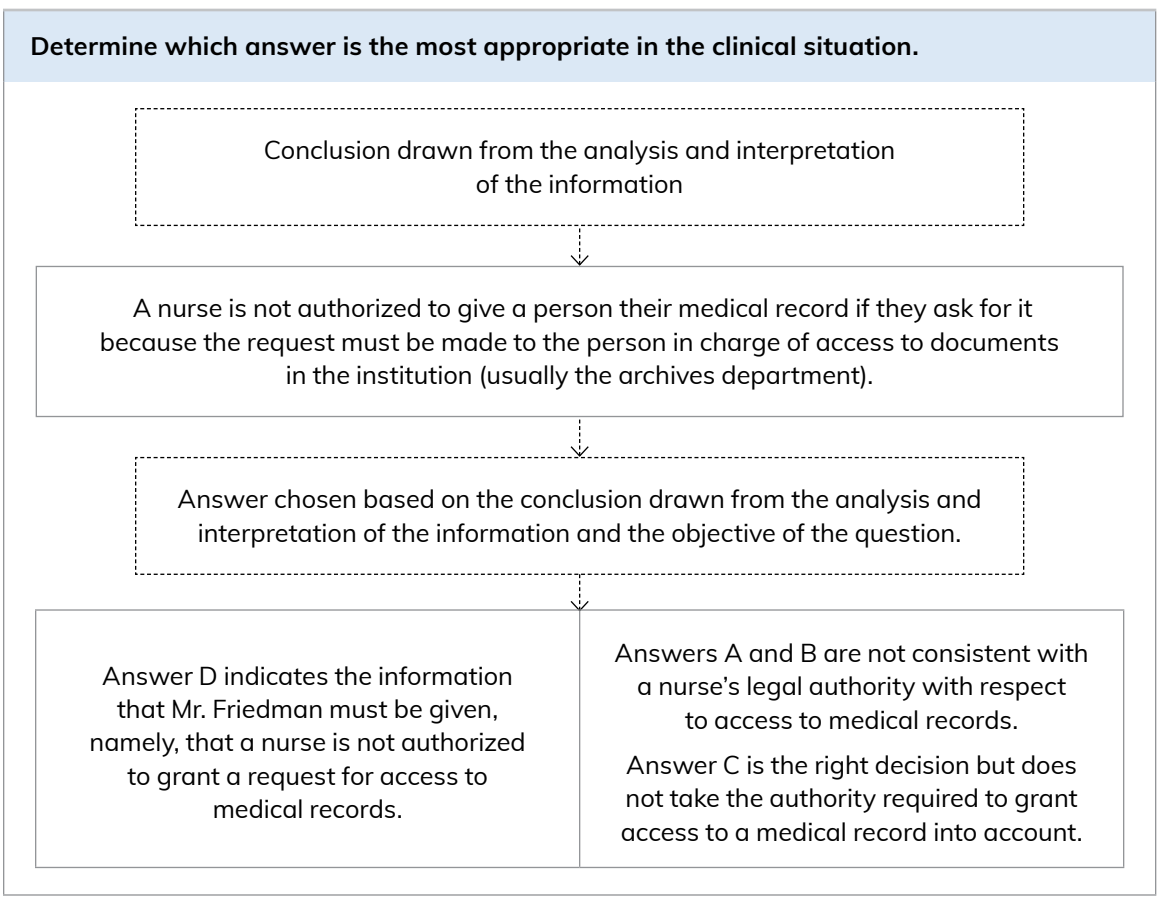 Determine which answer is the most appropriate in the clinical situation.
Conclusion drawn from the analysis and interpretation
of the information
A nurse is not authorized to give a person their medical record if they ask for it
because the request must be made to the person in charge of access to documents
in the institution (usually the archives department).
Answer chosen based on the conclusion drawn from the analysis and
interpretation of the information and the objective of the question.
Answer D indicates the information
that Mr. Friedman must be given,
namely, that a nurse is not authorized
to grant a request for access to
medical records.
Answers A and B are not consistent with
a nurse’s legal authority with respect
to access to medical records.
Answer C is the right decision but does
not take the authority required to grant
access to a medical record into account.